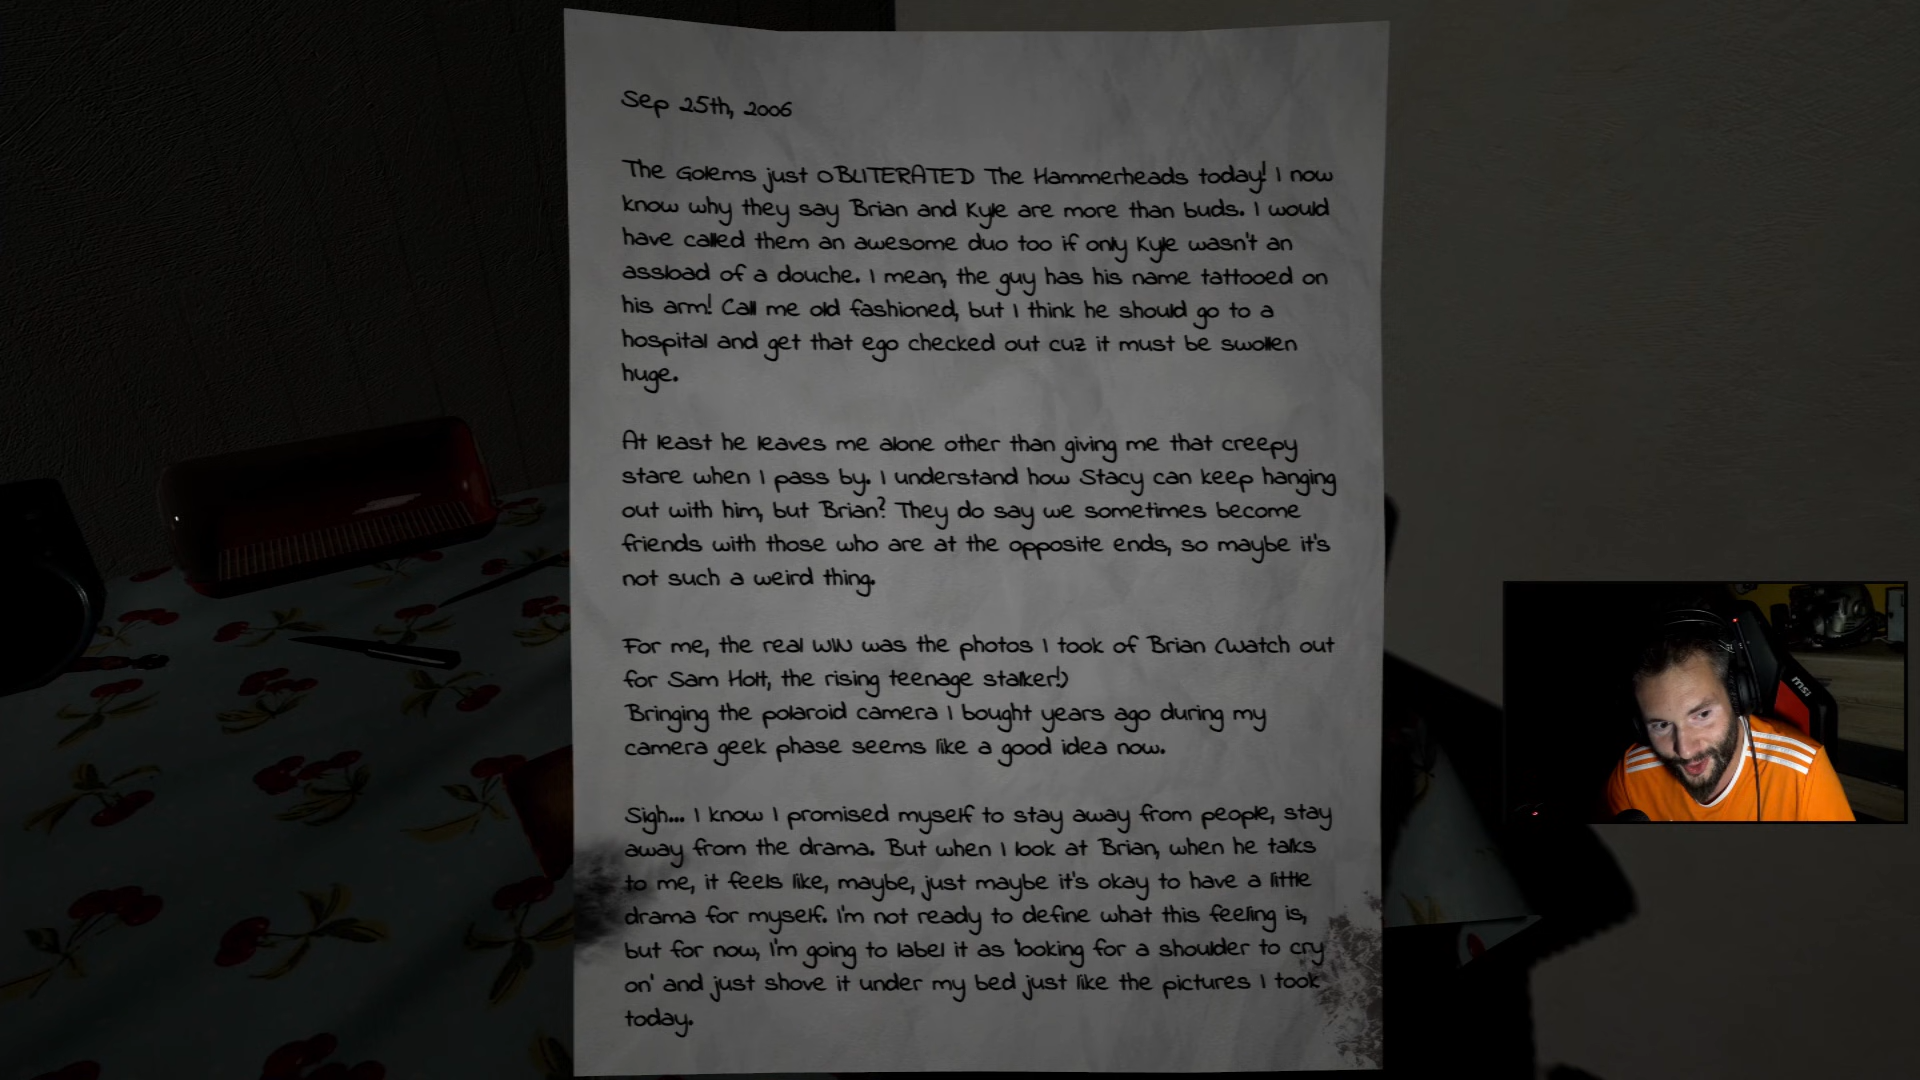 Sep 25th, 2006
The Golems just OBLITERATED The Hammerheads today! I now
know why they say Brian and Kyle are more than buds. I would
have called them an awesome duo too if only Kyle wasn't an
assload of a douche. I mean, the guy has his name tattooed on
his arm! Call me old fashioned, but I think he should go to a
hospital and get that ego checked out cuz it must be swollen
huge.
At least he leaves me alone other than giving me that creepy
stare when I pass by. I understand how Stacy can keep hanging
out with him, but Brian? They do say we sometimes become
friends with those who are at the opposite ends, so maybe it's
not such a weird thing.
For me, the real WIN was the photos I took of Brian (Watch out
for Sam Holt, the rising teenage stalker!)
Bringing the polaroid camera I bought years ago during my
camera geek phase seems like a good idea now.
Sigh... I know I promised myself to stay away from people, stay
away from the drama. But when I look at Brian, when he talks
to me, it feels like, maybe, just maybe it's okay to have a little
drama for myself. I'm not ready to define what this feeling is,
but for now, I'm going to label it as 'looking for a shoulder to cry
on' and just shove it under my bed just like the pictures I took
today.
msi